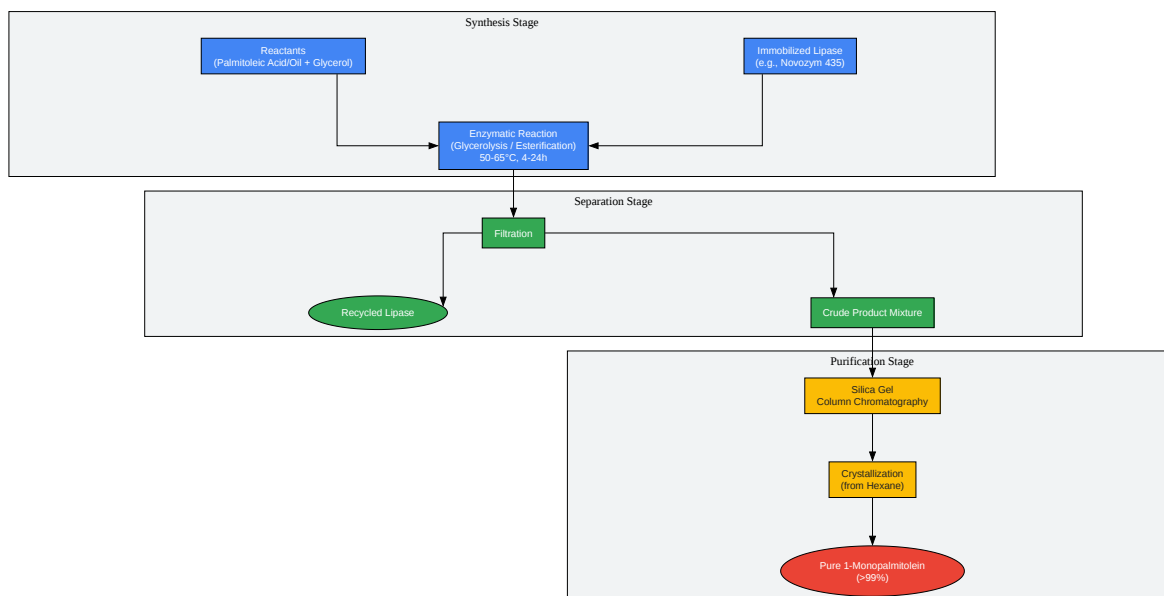 Synthesis Stage
Reactants
(Palmitoleic Acid/Oil + Glycerol)
Immobilized Lipase
(e.g., Novozym 435)
Enzymatic Reaction
(Glycerolysis / Esterification)
50-65°C, 4-24h
Separation Stage
Filtration
Recycled Lipase
Crude Product Mixture
Purification Stage
Silica Gel
Column Chromatography
Crystallization
(from Hexane)
Pure 1-Monopalmitolein
(>99%)